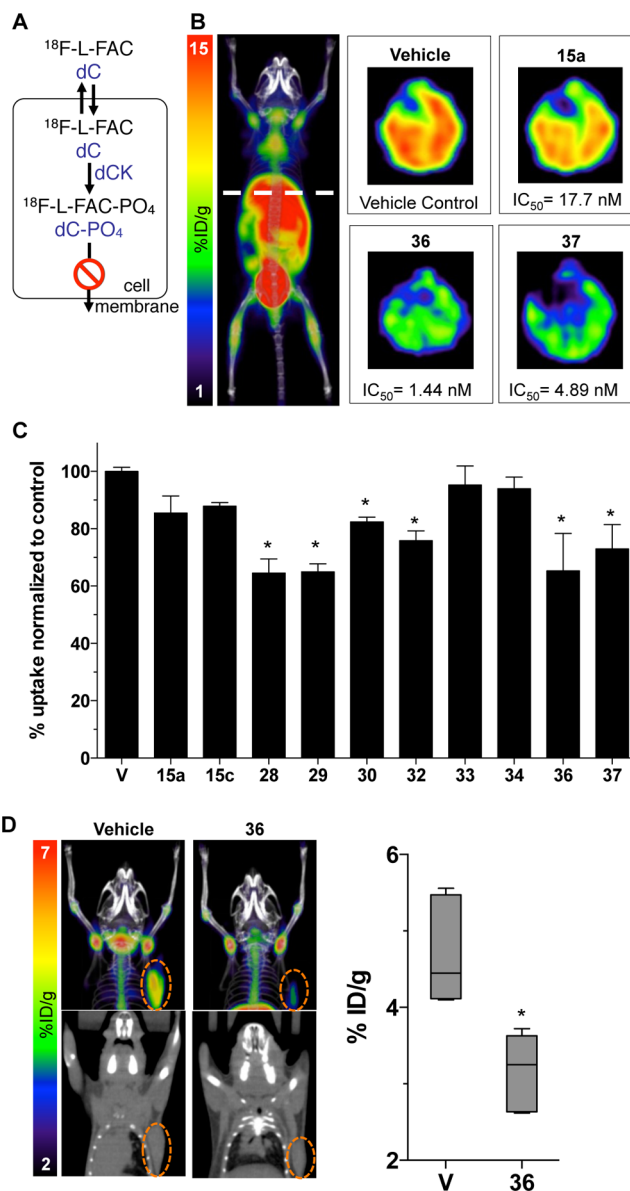 A
18F-L-FAC
dC
18F-L-FAC
dC
dCK
18F-L-FAC-PO4
dC-PO4
cell
membrane
B
15
%ID/g
1
Vehicle
Vehicle Control
15a
IC50= 17.7 nM
36
IC50= 1.44 nM
37
IC50= 4.89 nM
C
% uptake normalized to control
100
80
60
40
20
0
* * * * * *
V 15a 15c 28 29 30 32 33 34 36 37
D
Vehicle 36
7
%ID/g
2
% ID/g
6
4
2
*
V 36